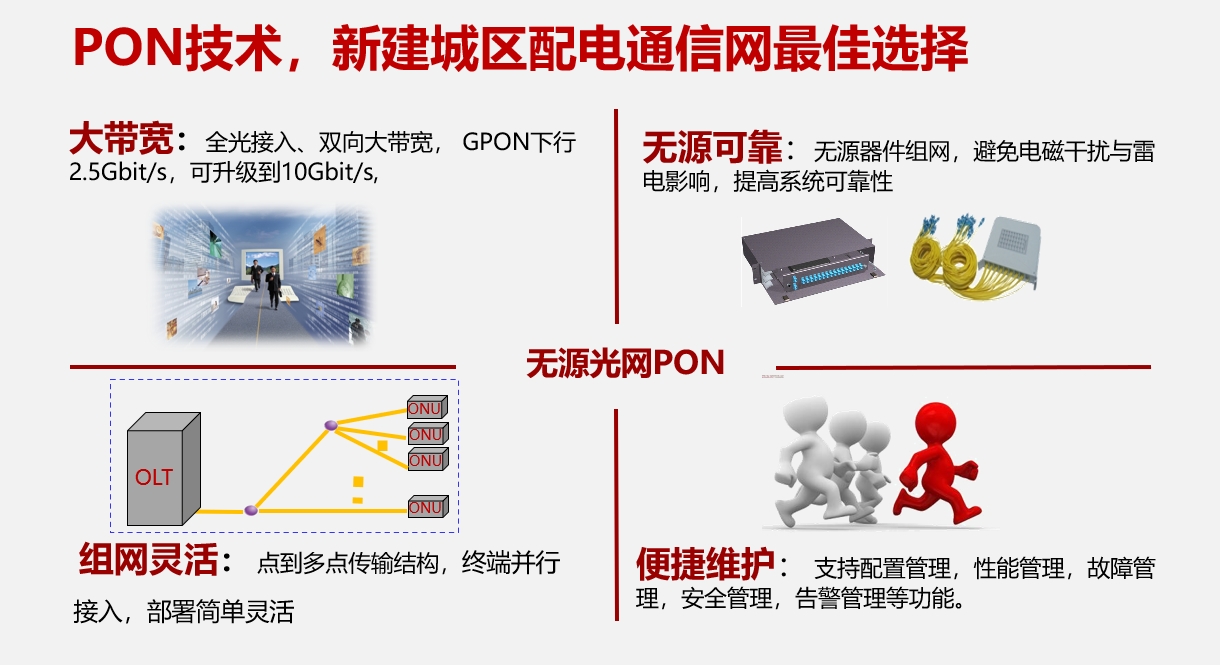 PON技术，新建城区配电通信网最佳选择
大带宽：全光接入、双向大带宽， GPON下行
2.5Gbit/s，可升级到10Gbit/s,
无源可靠：无源器件组网，避免电磁干扰与雷
电影响，提高系统可靠性
无源光网PON
OLT
ONU
ONU
ONU
ONU
组网灵活： 点到多点传输结构，终端并行
接入，部署简单灵活
便捷维护： 支持配置管理，性能管理，故障管
理，安全管理，告警管理等功能。